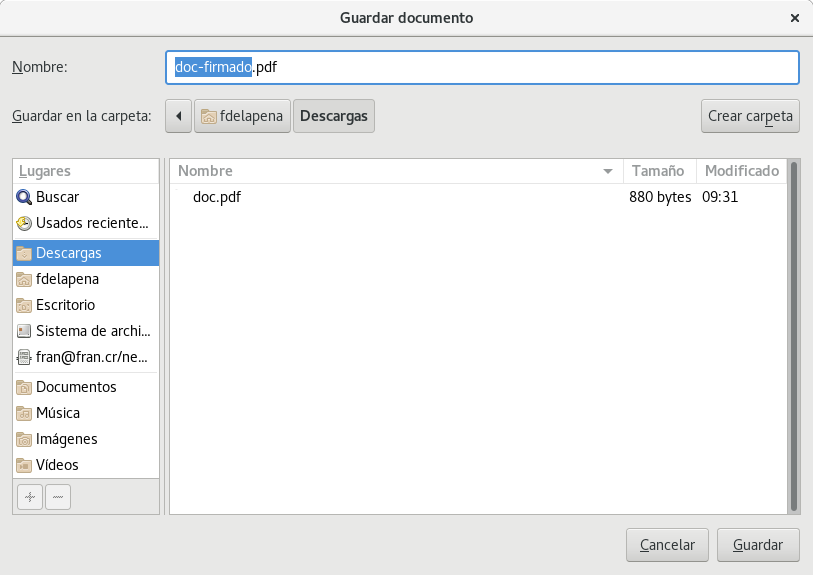 Guardar documento
Nombre: doc-firmado.pdf
Guardar en la carpeta: fdelapena Descargas Crear carpeta
Lugares Nombre Tamaño Modificado
Buscar doc.pdf 880 bytes 09:31
Usados reciente...
Descargas
fdelapena
Escritorio
Sistema de archi...
fran@fran.cr/ne...
Documentos
Música
Imágenes
Vídeos
Cancelar Guardar